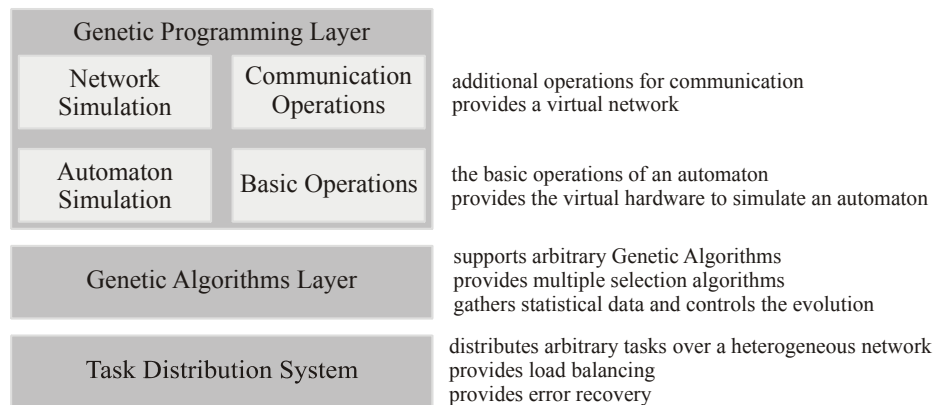 Genetic Programming Layer
Network
Simulation
Communication
Operations
additional operations for communication
provides a virtual network
Automaton
Simulation
Basic Operations
the basic operations of an automaton
provides the virtual hardware to simulate an automaton
Genetic Algorithms Layer
supports arbitrary Genetic Algorithms
provides multiple selection algorithms
gathers statistical data and controls the evolution
Task Distribution System
distributes arbitrary tasks over a heterogeneous network
provides load balancing
provides error recovery